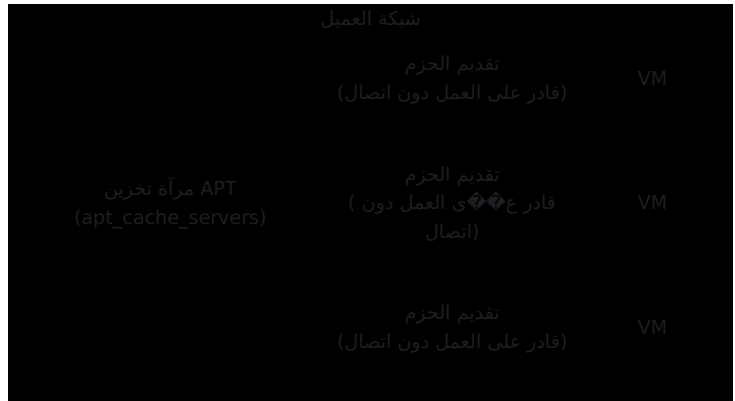 شبكة العميل
تقديم الحزم
(قادر على العمل دون اتصال)
VM
مرآة تخزين APT
(apt_cache_servers)
تقديم الحزم
قادر ع��ى العمل دون )
(اتصال
VM
تقديم الحزم
(قادر على العمل دون اتصال)
VM